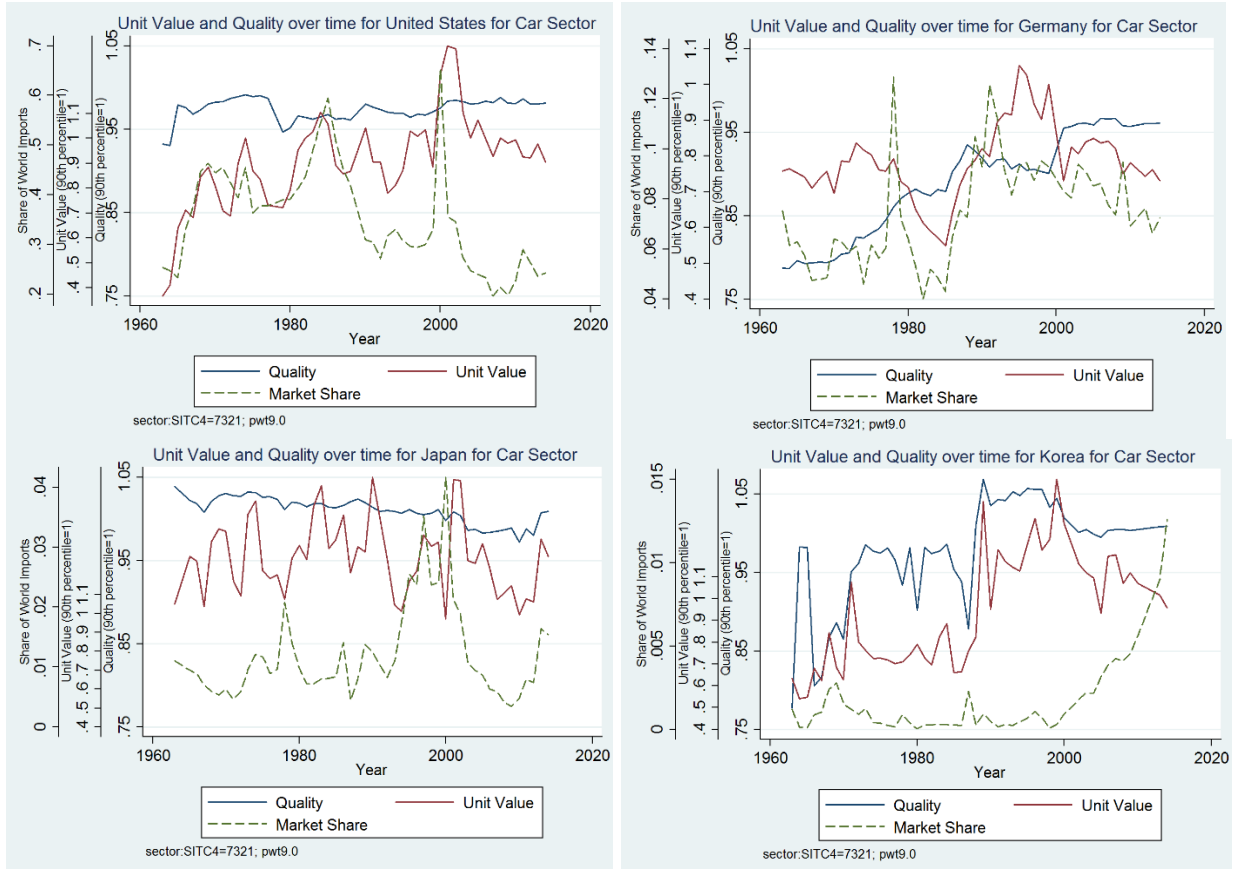 Unit Value and Quality over time for United States for Car Sector
Share of World Imports
.2 .3 .4 .5 .6 .7
Unit Value (90th percentile=1)
.4 .5 .6 .7 .8 .9 1 1.1
Quality (90th percentile=1)
.75 .85 .95 1.05
1960 1980 2000 2020
Year
Quality Unit Value
Market Share
sector:SITC4=7321; pwt9.0
Unit Value and Quality over time for Germany for Car Sector
Share of World Imports
.04 .06 .08 .1 .12 .14
Unit Value (90th percentile=1)
.4 .5 .6 .7 .8 .9 1 1.1
Quality (90th percentile=1)
.75 .85 .95 1.05
1960 1980 2000 2020
Year
Quality Unit Value
Market Share
sector:SITC4=7321; pwt9.0
Unit Value and Quality over time for Japan for Car Sector
Share of World Imports
0 .01 .02 .03 .04
Unit Value (90th percentile=1)
.4 .5 .6 .7 .8 .9 1 1.1
Quality (90th percentile=1)
.75 .85 .95 1.05
1960 1980 2000 2020
Year
Quality Unit Value
Market Share
sector:SITC4=7321; pwt9.0
Unit Value and Quality over time for Korea for Car Sector
Share of World Imports
0 .005 .01 .015
Unit Value (90th percentile=1)
.4 .5 .6 .7 .8 .9 1 1.1
Quality (90th percentile=1)
.75 .85 .95 1.05
1960 1980 2000 2020
Year
Quality Unit Value
Market Share
sector:SITC4=7321; pwt9.0